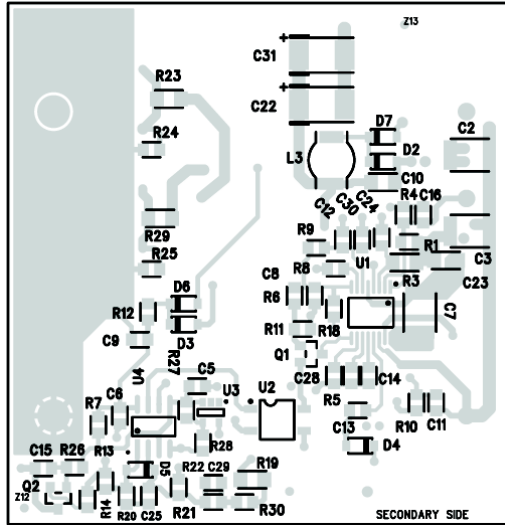 Z13
C31
R23
C22
D7
C2
R24
D2
L3
C10
R4 C16
C12 C30 C24
R29
R9
U1
R1
R25
R8
C3
R3
C23
C8
D6
R6
C7
R12
R18
R11
D3
C9
Q1
R27
U4
C28
C14
C5
C6
U3
U2
R7
R5
R10 C11
C13
R28
D4
R13
C15 R26
D5
R22 C29 R19
Q2
Z12
R14
R20 C25
R21
R30
SECONDARY SIDE